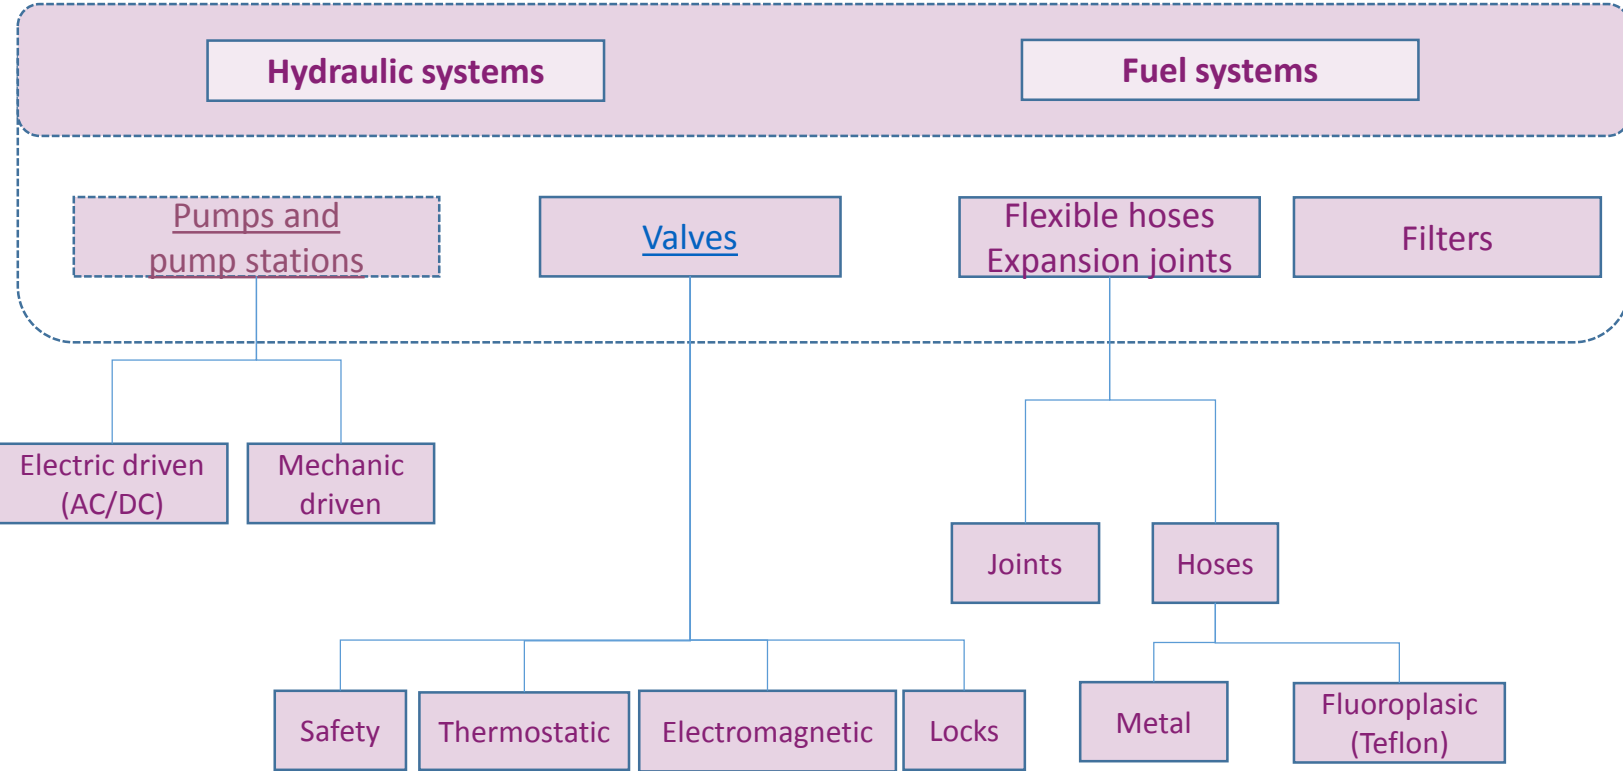 Hydraulic systems
Fuel systems
Pumps and
pump stations
Valves
Flexible hoses
Expansion joints
Filters
Electric driven
(AC/DC)
Mechanic
driven
Joints
Hoses
Safety
Thermostatic
Electromagnetic
Locks
Metal
Fluoroplasic
(Teflon)